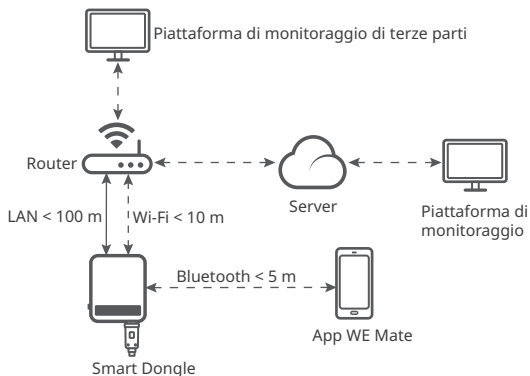 Piattaforma di monitoraggio di terze parti
Router
Server
Piattaforma di
monitoraggio
LAN < 100 m
Wi-Fi < 10 m
Bluetooth < 5 m
App WE Mate
Smart Dongle